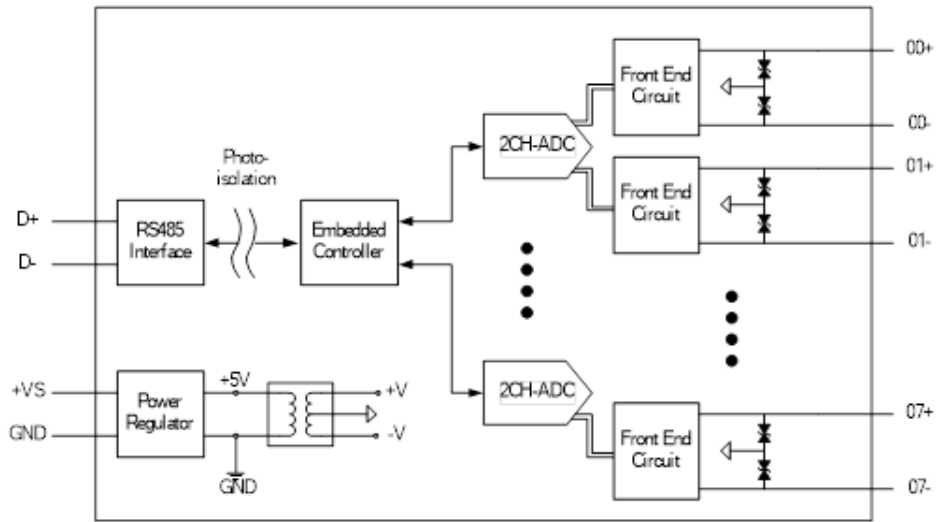 00+
Front End
Circuit
00-
2CH-ADC
Photo-
isolation
01+
Front End
Circuit
01-
D+
D-
RS485
Interface
Embedded
Controller
+VS
GND
Power
Regulator
+5V
GND
+V
-V
2CH-ADC
07+
Front End
Circuit
07-